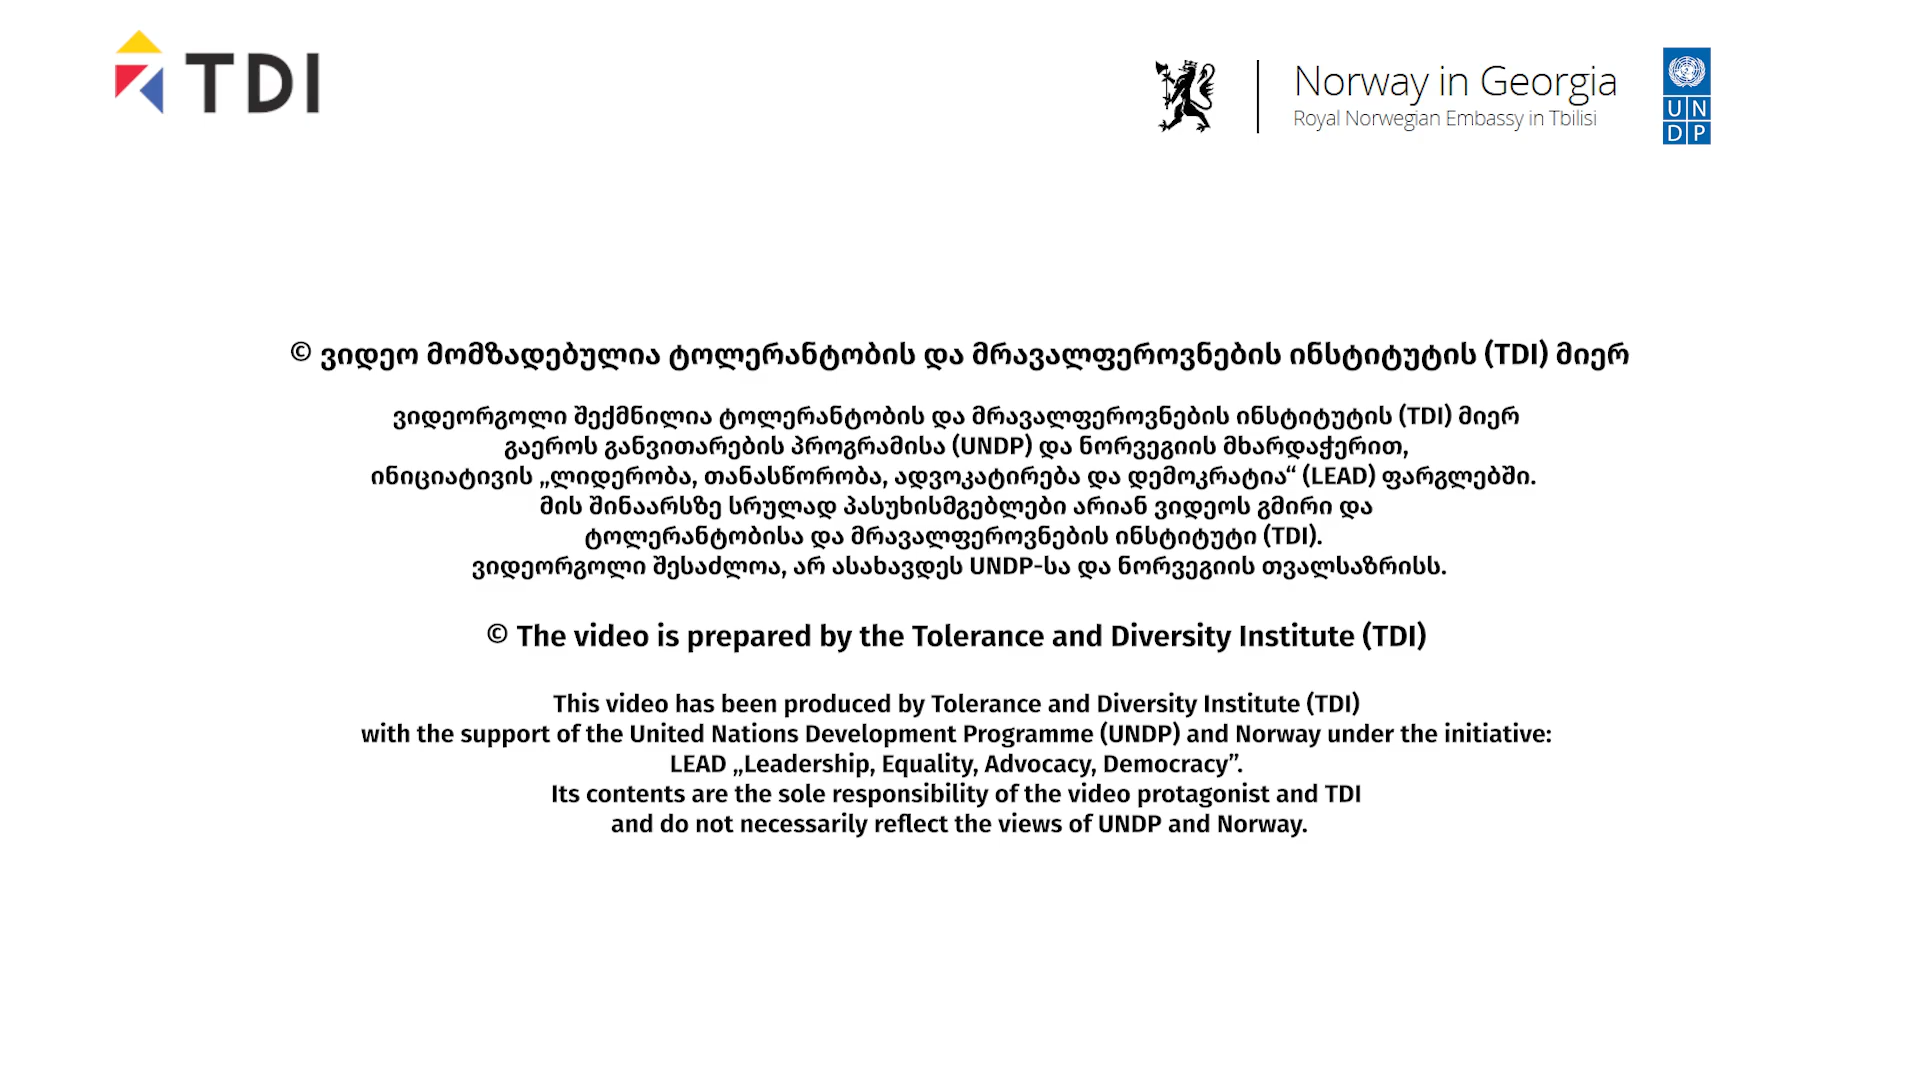 TDI
Norway in Georgia
Royal Norwegian Embassy in Tbilisi
UN
DP
© ვიდეო მომზადებულია ტოლერანტობის და მრავალფეროვნების ინსტიტუტის (TDI) მიერ
ვიდეორგოლი შექმნილია ტოლერანტობის და მრავალფეროვნების ინსტიტუტის (TDI) მიერ
გაეროს განვითარების პროგრამისა (UNDP) და ნორვეგიის მხარდაჭერით,
ინიციატივის „ლიდერობა, თანასწორობა, ადვოკატირება და დემოკრატია“ (LEAD) ფარგლებში.
მის შინაარსზე სრულად პასუხისმგებლები არიან ვიდეოს გმირი და
ტოლერანტობისა და მრავალფეროვნების ინსტიტუტი (TDI).
ვიდეორგოლი შესაძლოა, არ ასახავდეს UNDP-სა და ნორვეგიის თვალსაზრისს.
© The video is prepared by the Tolerance and Diversity Institute (TDI)
This video has been produced by Tolerance and Diversity Institute (TDI)
with the support of the United Nations Development Programme (UNDP) and Norway under the initiative:
LEAD „Leadership, Equality, Advocacy, Democracy”.
Its contents are the sole responsibility of the video protagonist and TDI
and do not necessarily reflect the views of UNDP and Norway.